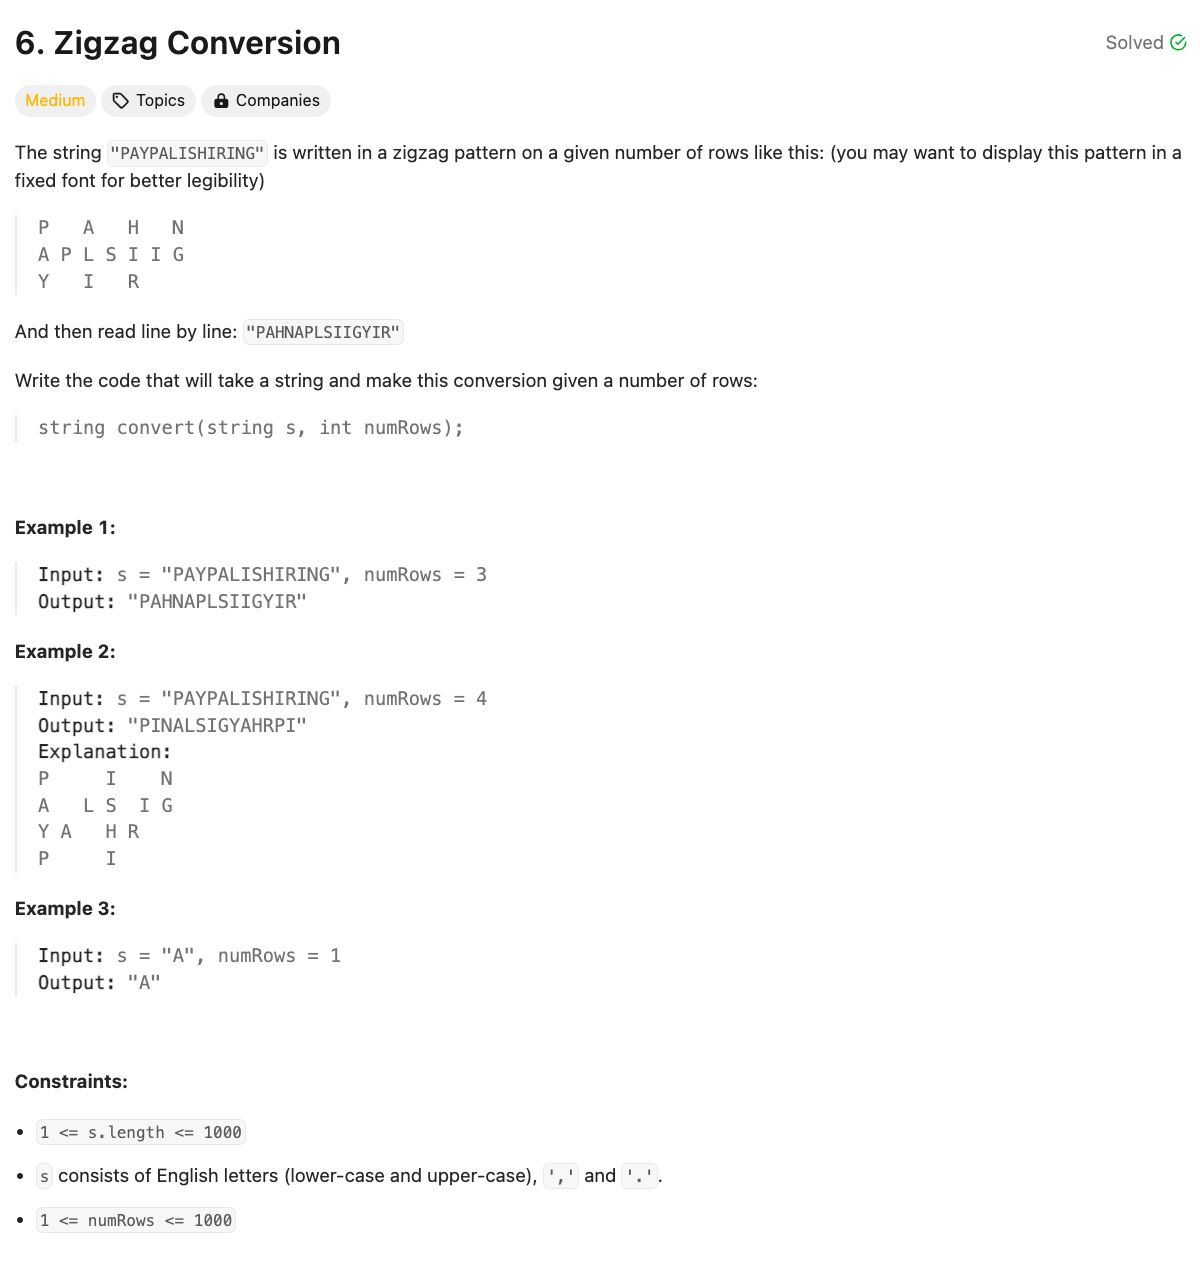 6. Zigzag Conversion
Solved
Medium
Topics
Companies
The string "PAYPALISHIRING" is written in a zigzag pattern on a given number of rows like this: (you may want to display this pattern in a
fixed font for better legibility)
P   A   H   N
A P L S I I G
Y   I   R
And then read line by line: "PAHNAPLSIIGYIR"
Write the code that will take a string and make this conversion given a number of rows:
string convert(string s, int numRows);
Example 1:
Input: s = "PAYPALISHIRING", numRows = 3
Output: "PAHNAPLSIIGYIR"
Example 2:
Input: s = "PAYPALISHIRING", numRows = 4
Output: "PINALSIGYAHRPI"
Explanation:
P     I    N
A   L S  I G
Y A   H R
P     I
Example 3:
Input: s = "A", numRows = 1
Output: "A"
Constraints:
• 1 <= s.length <= 1000
• s consists of English letters (lower-case and upper-case), ',' and '.'.
• 1 <= numRows <= 1000